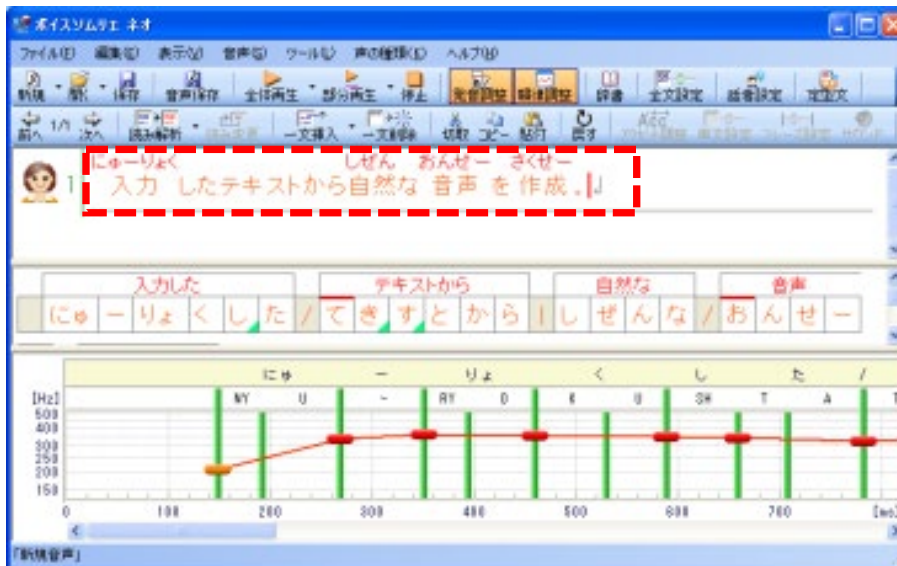 ボイスソムリエ ネオ
ファイル(F) 編集(E) 表示(V) 音声(S) ツール(L) 声の種類(K) ヘルプ(H)
新規 開く 保存 音声保存 全体再生 部分再生 停止 発音調整 韻律調整 辞書 全文設定 話者設定 定型文
前へ 1/1 次へ 読み解析 一文挿入 一文削除 切取 コピー 貼付 戻す
にゅーりょく しぜん おんせー さくせー
1 入力 したテキストから自然な 音声 を 作成 。
入力した テキストから 自然な 音声
にゅ ー りょ く し た / て き す と か ら | し ぜ ん な / お ん せ ー
にゅ ー りょ く し た /
[Hz] NY U - RY O K U SH T A T
500
400
300
250
200
150
0 100 200 300 400 500 600 700 [ms]
「新規音声」